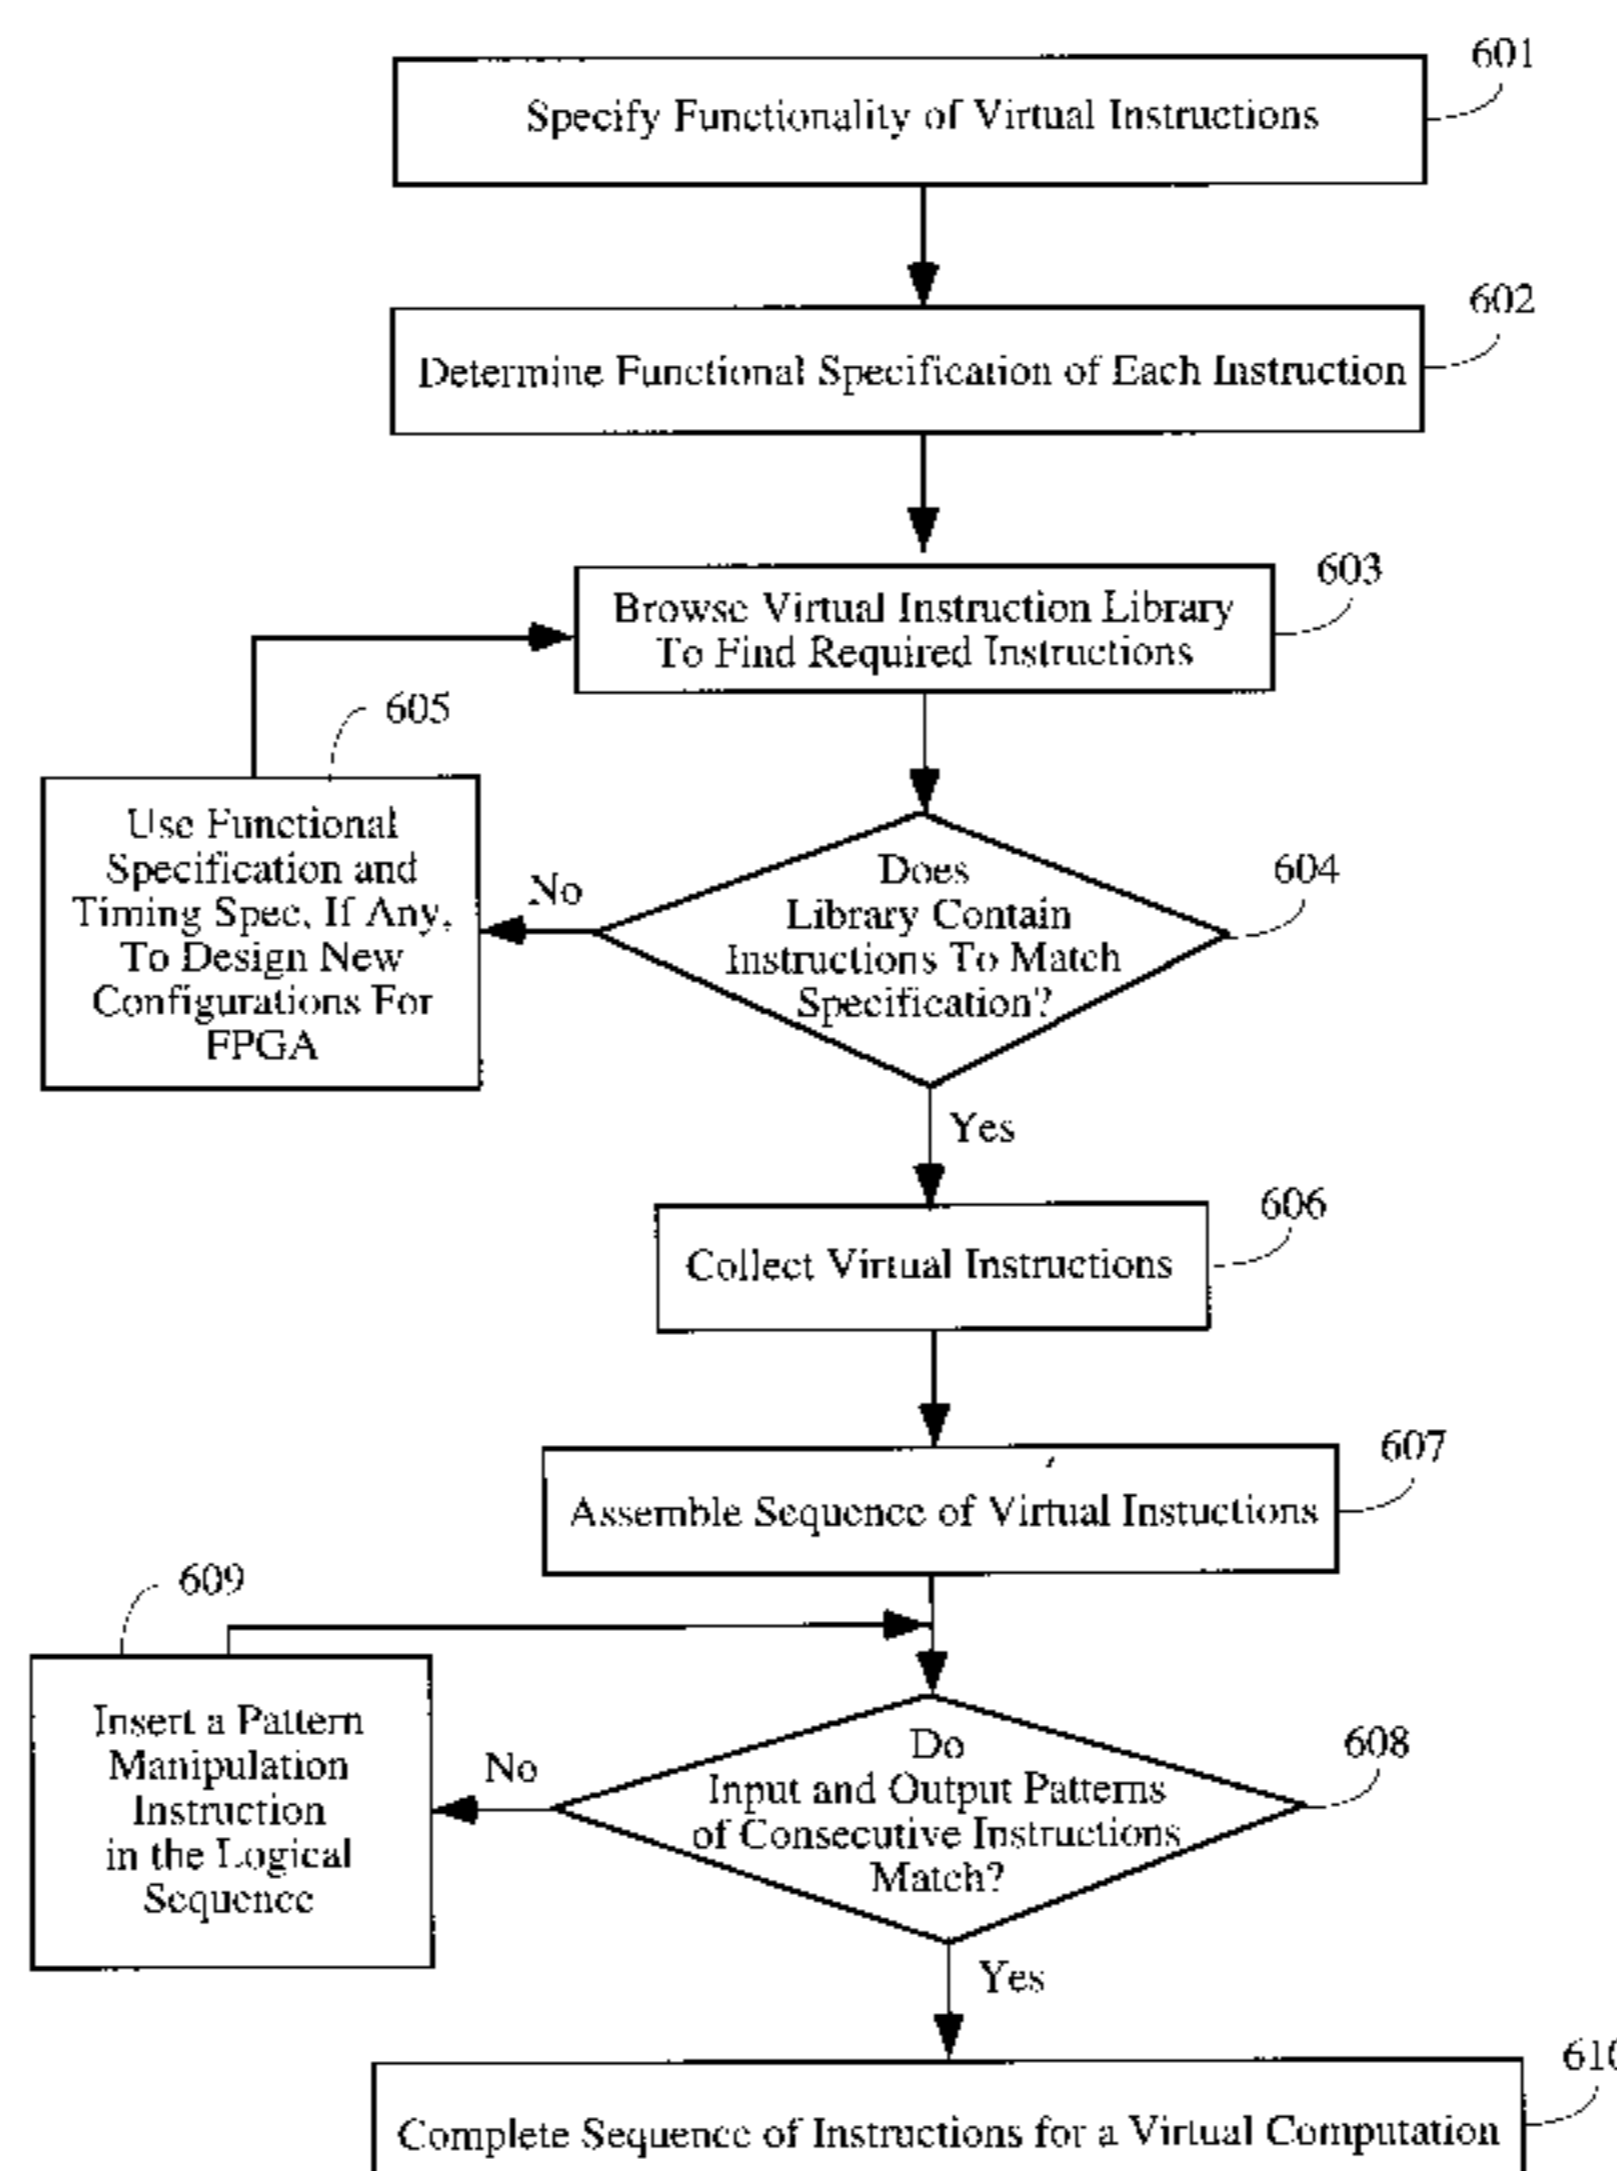 601
Specify Functionality of Virtual Instructions
602
Determine Functional Specification of Each Instruction
603
Browse Virtual Instruction Library
To Find Required Instructions
605
Use Functional
Specification and
Timing Spec, If Any,
To Design New
Configurations For
FPGA
No
Does
Library Contain
Instructions To Match
Specification?
604
Yes
606
Collect Virtual Instructions
607
Assemble Sequence of Virtual Instuctions
609
Insert a Pattern
Manipulation
Instruction
in the Logical
Sequence
No
Do
Input and Output Patterns
of Consecutive Instructions
Match?
608
Yes
610
Complete Sequence of Instructions for a Virtual Computation